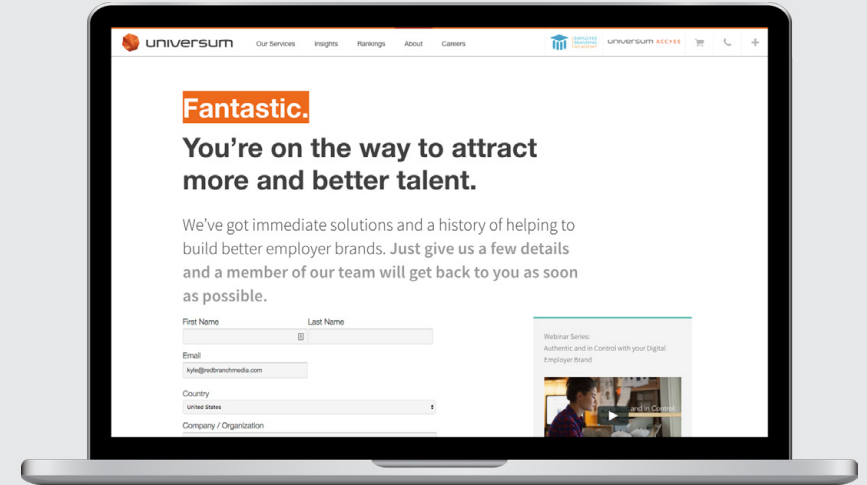 universum
Our Services Insights Rankings About Careers
EMPLOYER
BRANDING
ACADEMY
universum ACCESS
Fantastic.
You're on the way to attract
more and better talent.
We've got immediate solutions and a history of helping to
build better employer brands. Just give us a few details
and a member of our team will get back to you as soon
as possible.
First Name Last Name
Email
kyle@redbranchmedia.com
Country
United States
Company / Organization
Webinar Series:
Authentic and in Control with your Digital
Employer Brand
and in Control